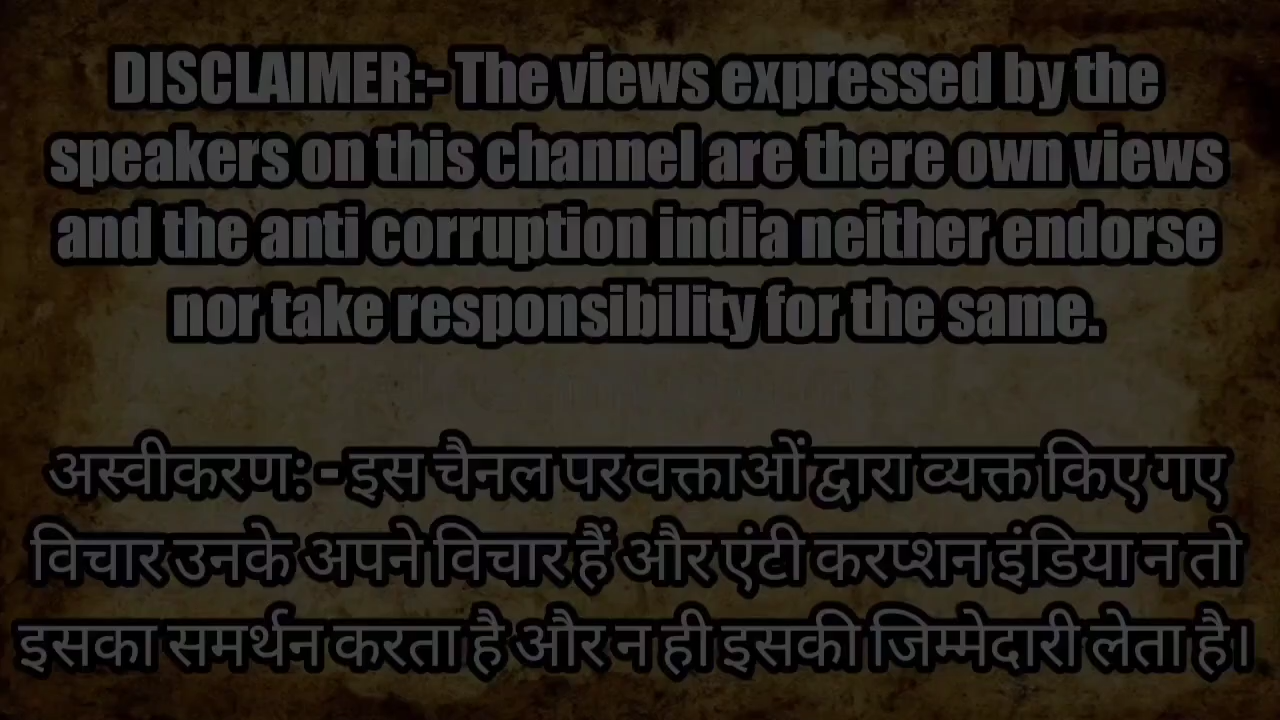 DISCLAIMER:- The views expressed by the
speakers on this channel are there own views
and the anti corruption india neither endorse
nor take responsibility for the same.
अस्वीकरण: - इस चैनल पर वक्ताओं द्वारा व्यक्त किए गए
विचार उनके अपने विचार हैं और एंटी करप्शन इंडिया न तो
इसका समर्थन करता है और न ही इसकी जिम्मेदारी लेता है।